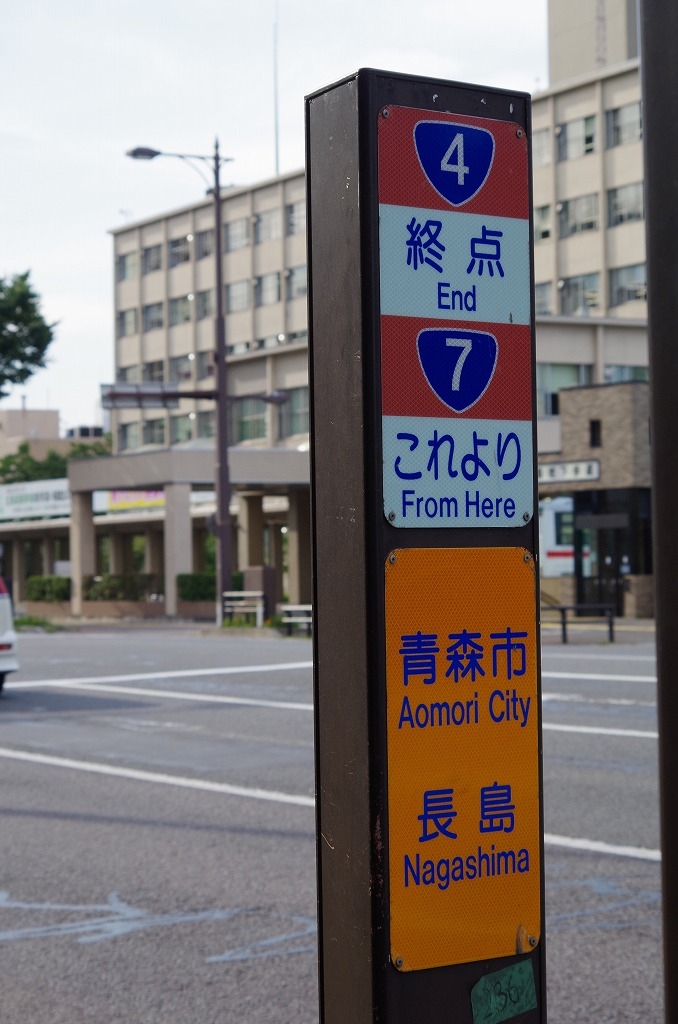 4
終点
End
7
これより
From Here
青森市
Aomori City
長島
Nagashima
136